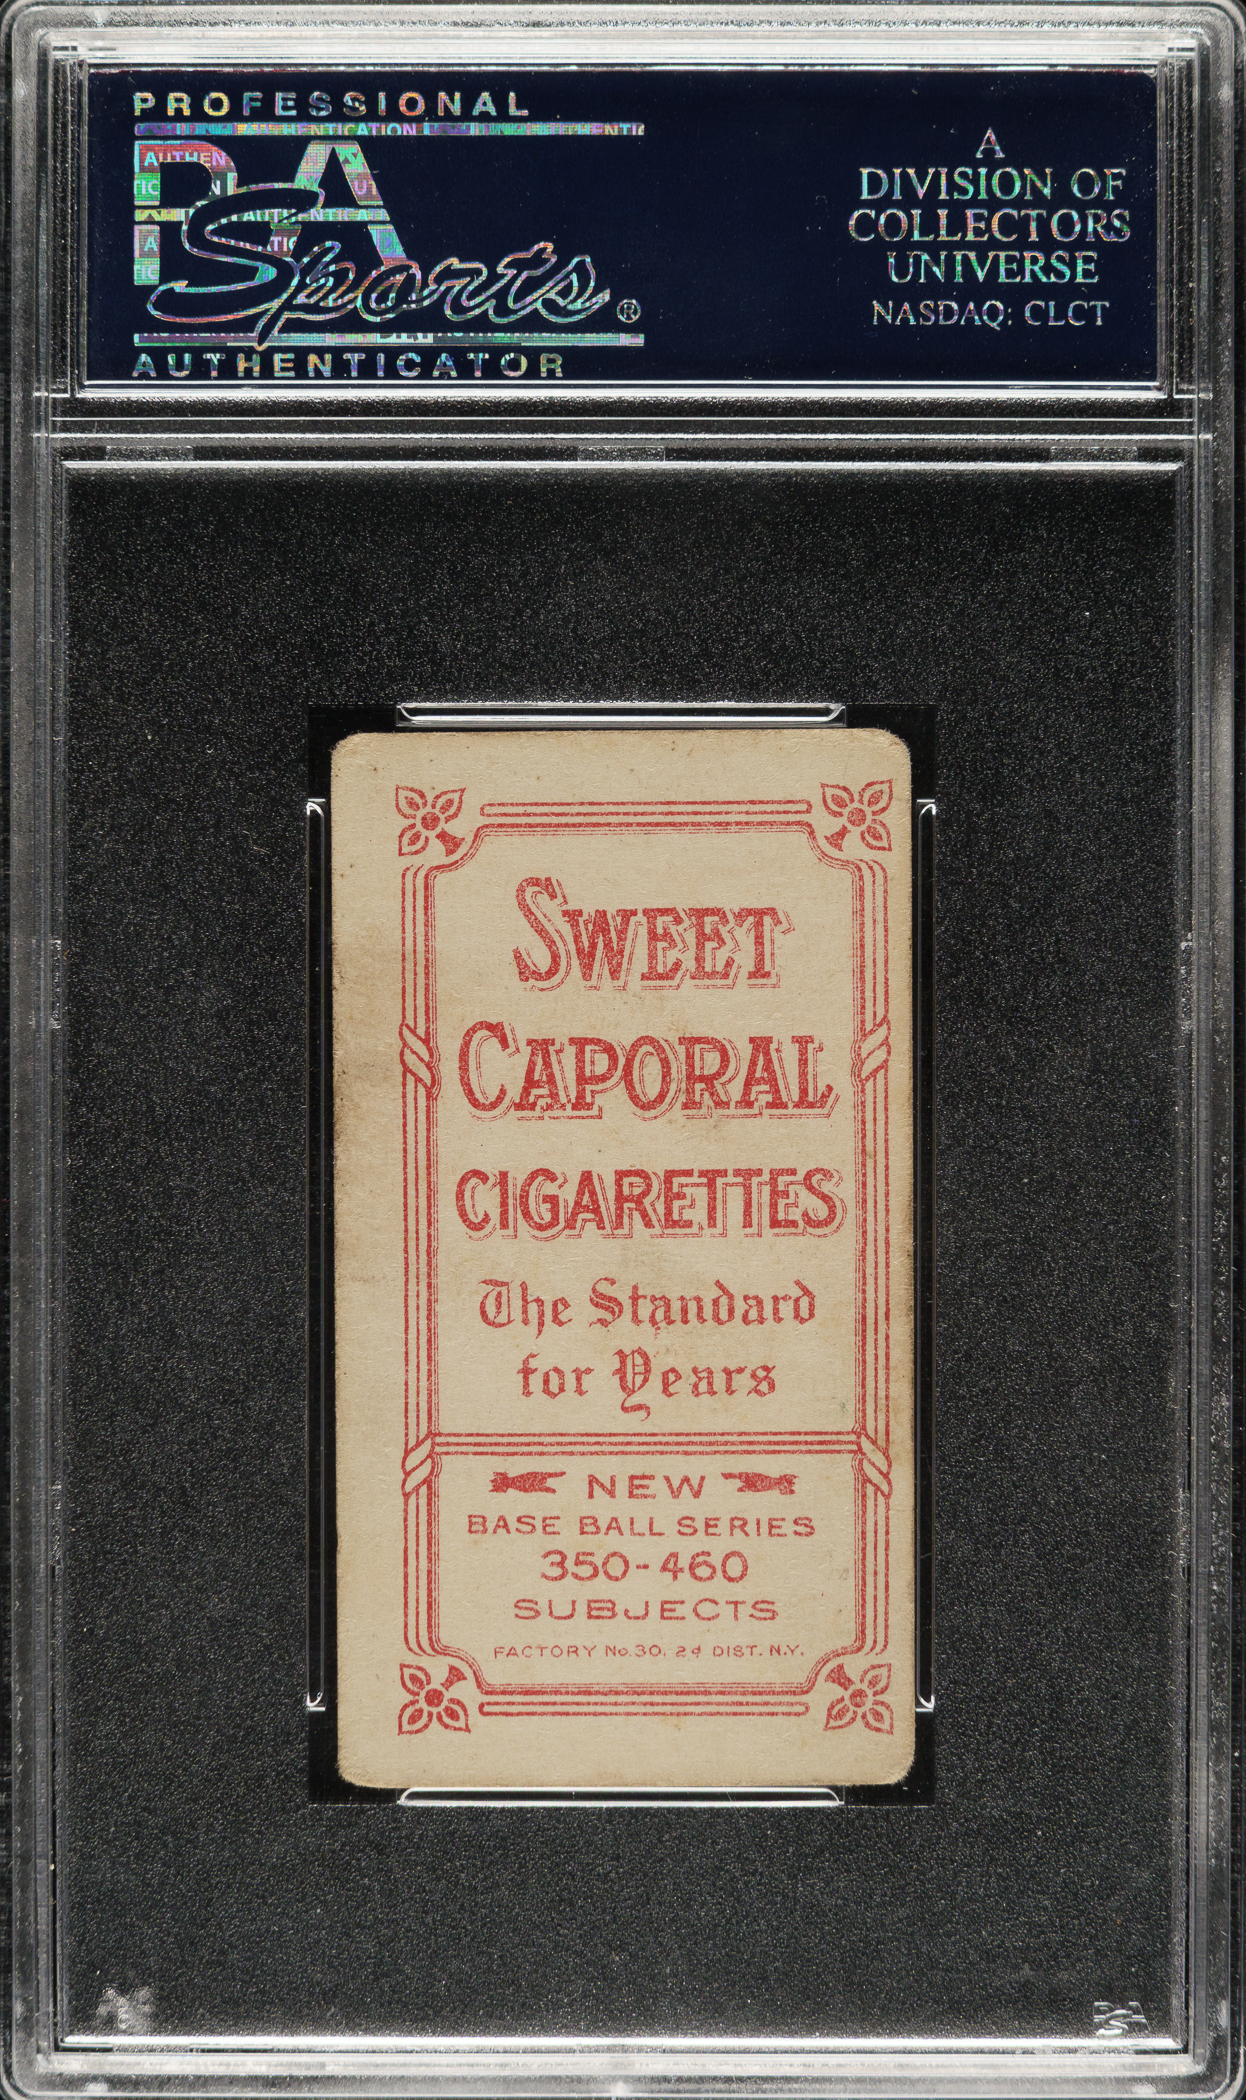 PROFESSIONAL
PSA
Sports®
AUTHENTICATOR
A
DIVISION OF
COLLECTORS
UNIVERSE
NASDAQ: CLCT
SWEET
CAPORAL
CIGARETTES
The Standard
for Years
NEW
BASE BALL SERIES
350-460
SUBJECTS
FACTORY No. 30, 2d DIST. N.Y.
PSA